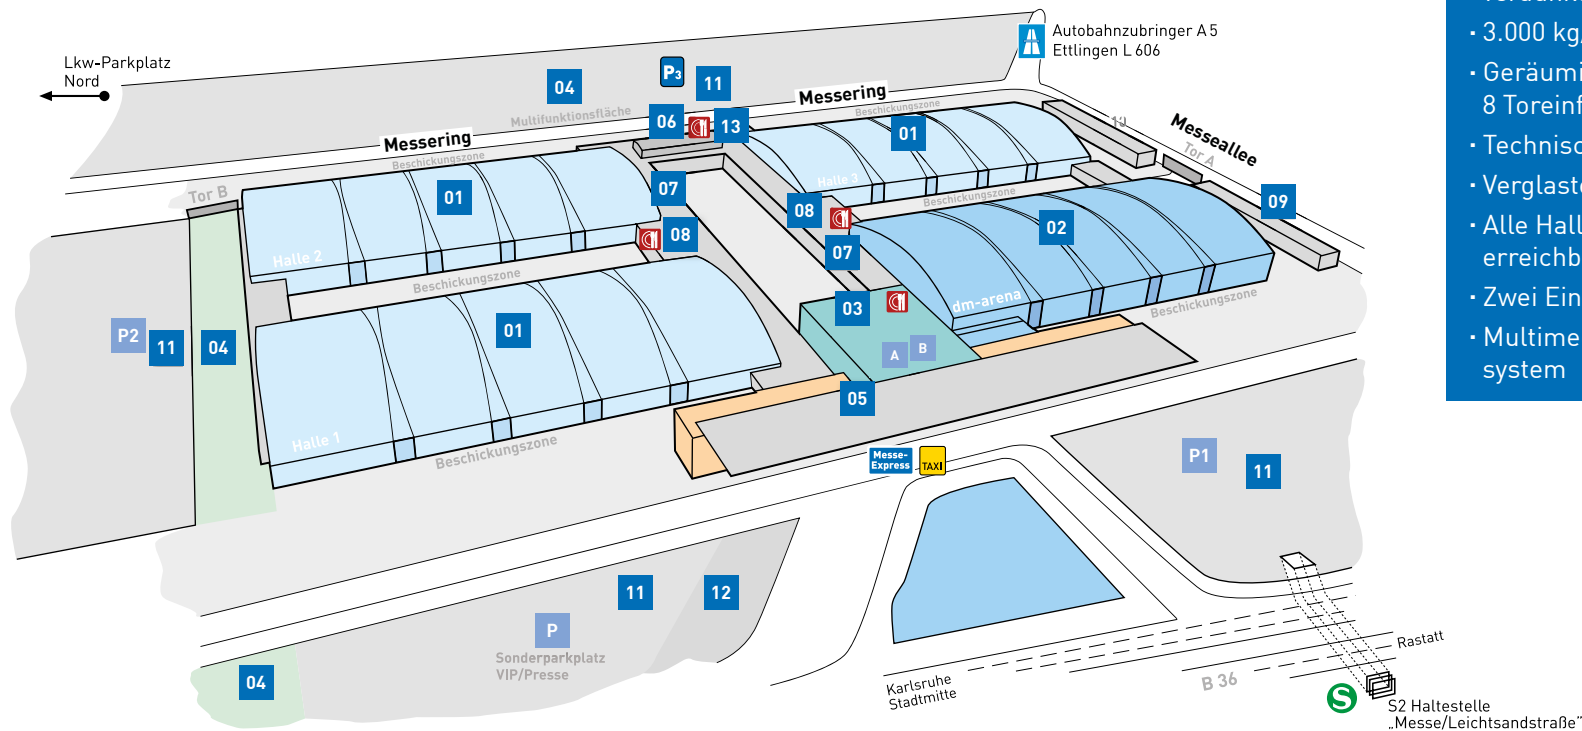 Autobahnzubringer A 5
Ettlingen L 606
Lkw-Parkplatz
Nord
P3
11
04
Multifunktionsfläche
Messering
Beschickungszone
06
13
01
Messering
Beschickungszone
Messeallee
Tor A
Tor B
01
07
Halle 3
Beschickungszone
08
09
02
08
07
Halle 2
Beschickungszone
03
dm-arena
Beschickungszone
P2
11
04
01
A
B
05
Halle 1
Beschickungszone
Messe-
Express
TAXI
P1
11
11
12
P
Sonderparkplatz
VIP/Presse
04
Karlsruhe
Stadtmitte
B 36
Rastatt
S
S2 Haltestelle
„Messe/Leichtsandstraße“
· 3.000 kg
· Geräumi
8 Toreinf
· Technisc
· Verglast
· Alle Hall
erreichb
· Zwei Ein
· Multime
system